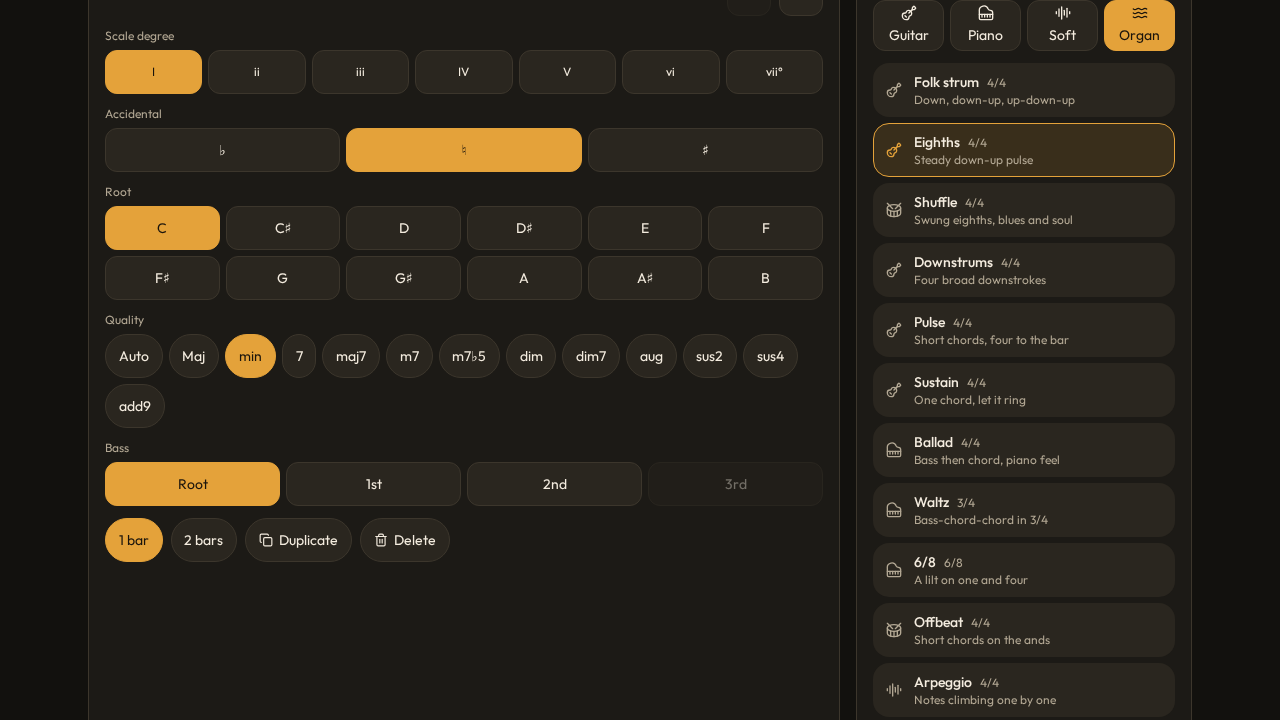 Scale degree
I ii iii IV V vi vii°
Accidental
♭ ♮ ♯
Root
C C♯ D D♯ E F
F♯ G G♯ A A♯ B
Quality
Auto Maj min 7 maj7 m7 m7♭5 dim dim7 aug sus2 sus4
add9
Bass
Root 1st 2nd 3rd
1 bar 2 bars Duplicate Delete
Guitar Piano Soft Organ
Folk strum 4/4
Down, down-up, up-down-up
Eighths 4/4
Steady down-up pulse
Shuffle 4/4
Swung eighths, blues and soul
Downstrums 4/4
Four broad downstrokes
Pulse 4/4
Short chords, four to the bar
Sustain 4/4
One chord, let it ring
Ballad 4/4
Bass then chord, piano feel
Waltz 3/4
Bass-chord-chord in 3/4
6/8 6/8
A lilt on one and four
Offbeat 4/4
Short chords on the ands
Arpeggio 4/4
Notes climbing one by one